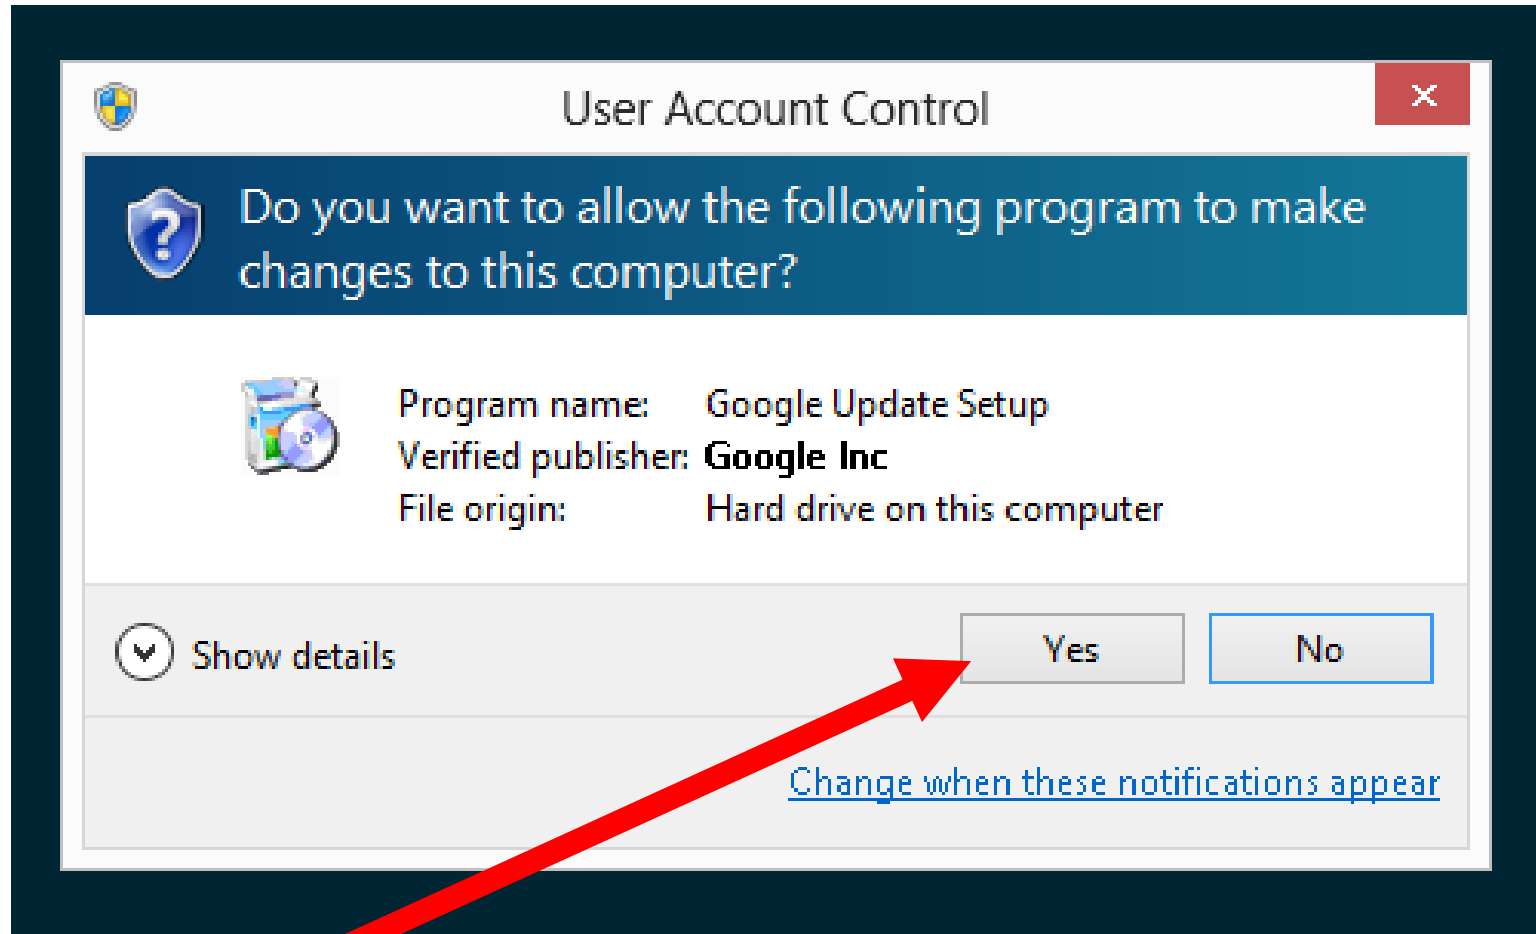 User Account Control
Do you want to allow the following program to make
changes to this computer?
Program name: Google Update Setup
Verified publisher: Google Inc
File origin: Hard drive on this computer
Show details
Yes
No
Change when these notifications appear